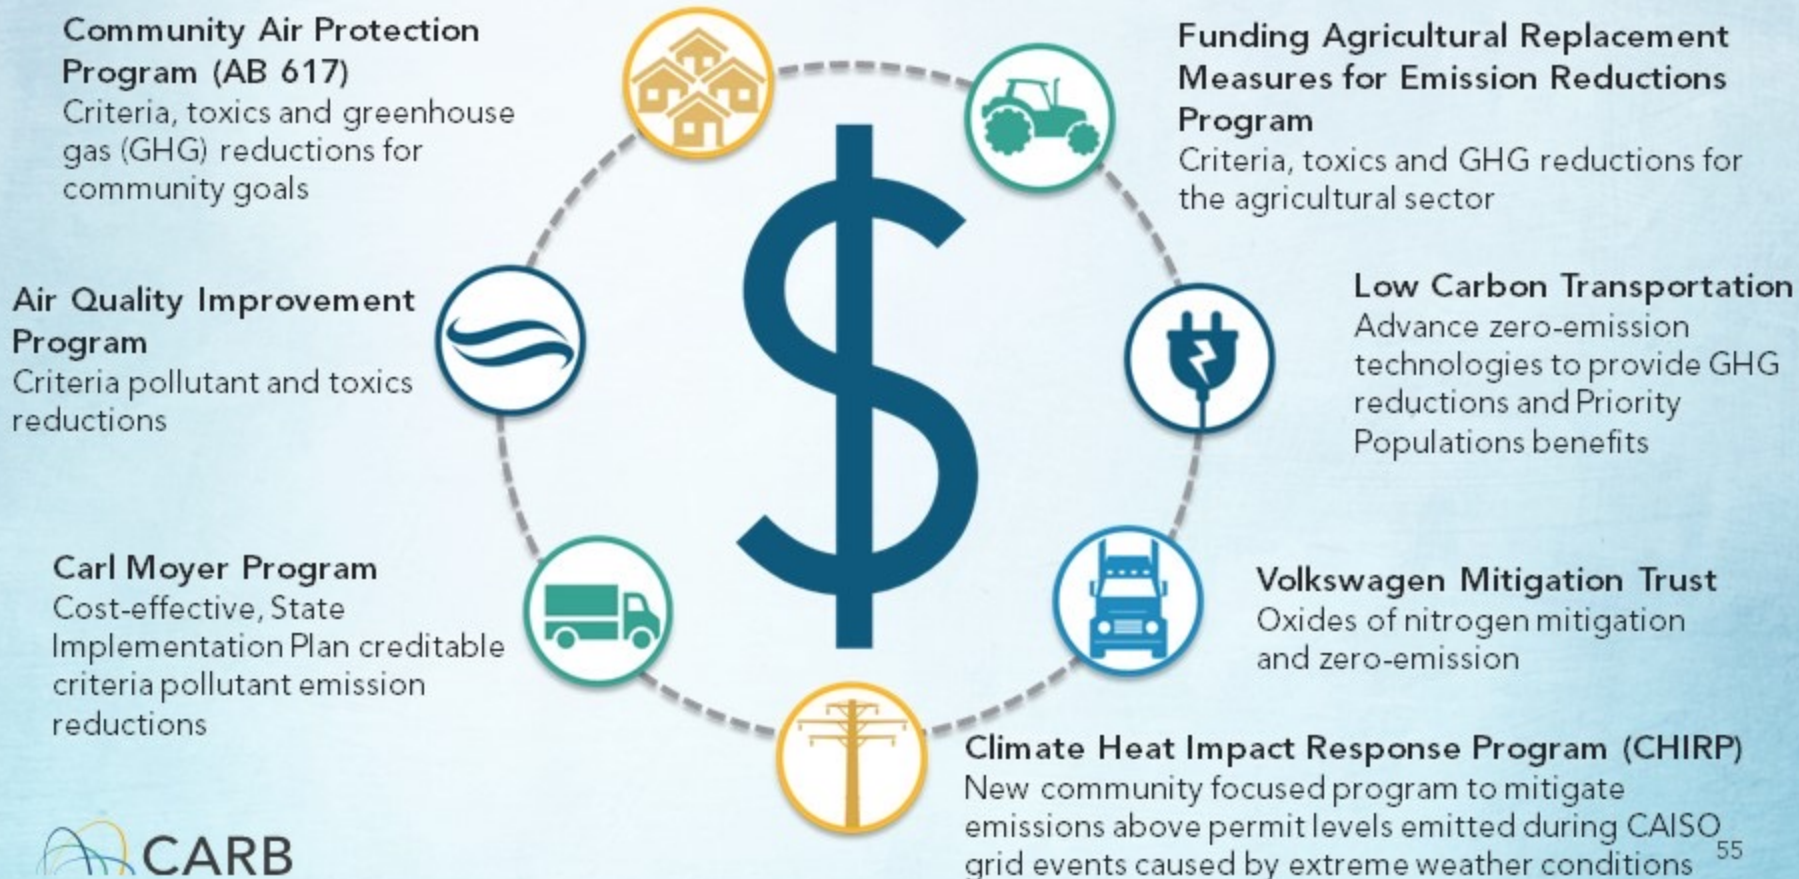 Community Air Protection
Program (AB 617)
Criteria, toxics and greenhouse
gas (GHG) reductions for
community goals
Funding Agricultural Replacement
Measures for Emission Reductions
Program
Criteria, toxics and GHG reductions for
the agricultural sector
Air Quality Improvement
Program
Criteria pollutant and toxics
reductions
Low Carbon Transportation
Advance zero-emission
technologies to provide GHG
reductions and Priority
Populations benefits
Carl Moyer Program
Cost-effective, State
Implementation Plan creditable
criteria pollutant emission
reductions
Volkswagen Mitigation Trust
Oxides of nitrogen mitigation
and zero-emission
Climate Heat Impact Response Program (CHIRP)
New community focused program to mitigate
emissions above permit levels emitted during CAISO
grid events caused by extreme weather conditions
$
CARB
55